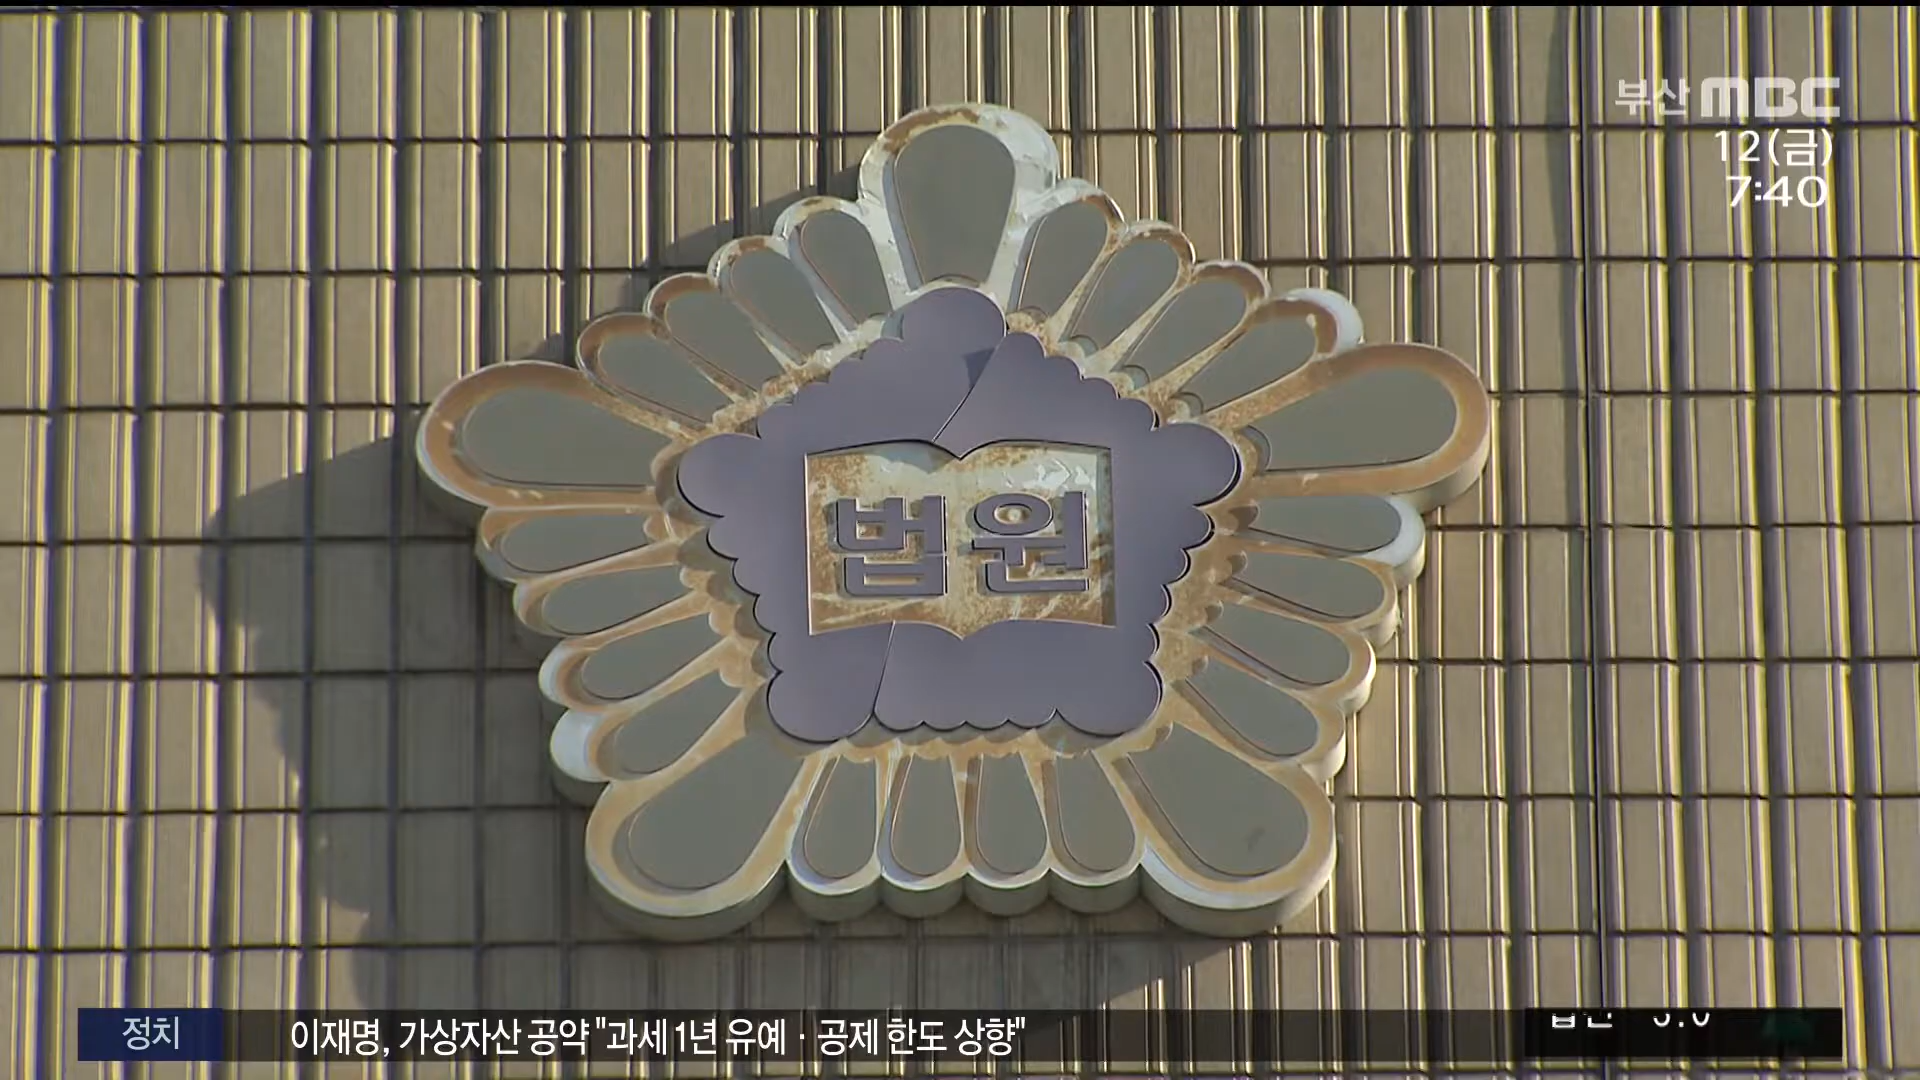 부산 MBC
12(금)
7:40
법원
정치
이재명, 가상자산 공약 "과세 1년 유예 · 공제 한도 상향"